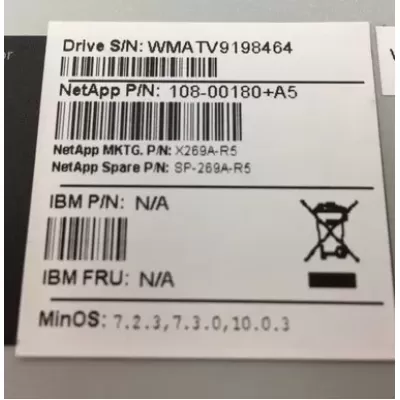 or
Drive S/N: WMATV9198464
NetApp P/N: 108-00180+A5
NetApp MKTG. P/N: X269A-R5
NetApp Spare P/N: SP-269A-R5
IBM P/N: N/A
IBM FRU: N/A
MinOS: 7.2.3,7.3.0,10.0.3